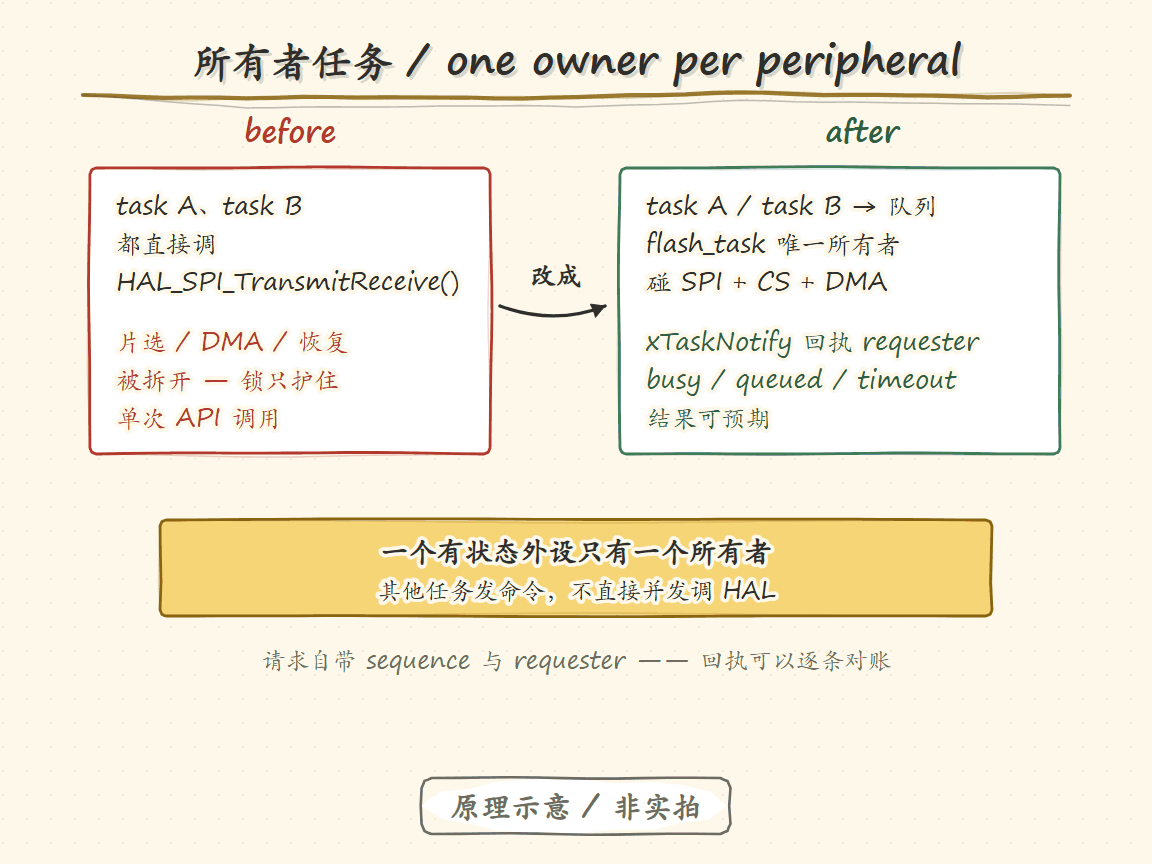 所有者任务 / one owner per peripheral
before
task A、task B
都直接调
HAL_SPI_TransmitReceive()
片选 / DMA / 恢复
被拆开 — 锁只护住
单次 API 调用
改成
after
task A / task B → 队列
flash_task 唯一所有者
碰 SPI + CS + DMA
xTaskNotify 回执 requester
busy / queued / timeout
结果可预期
一个有状态外设只有一个所有者
其他任务发命令，不直接并发调 HAL
请求自带 sequence 与 requester —— 回执可以逐条对账
原理示意 / 非实拍